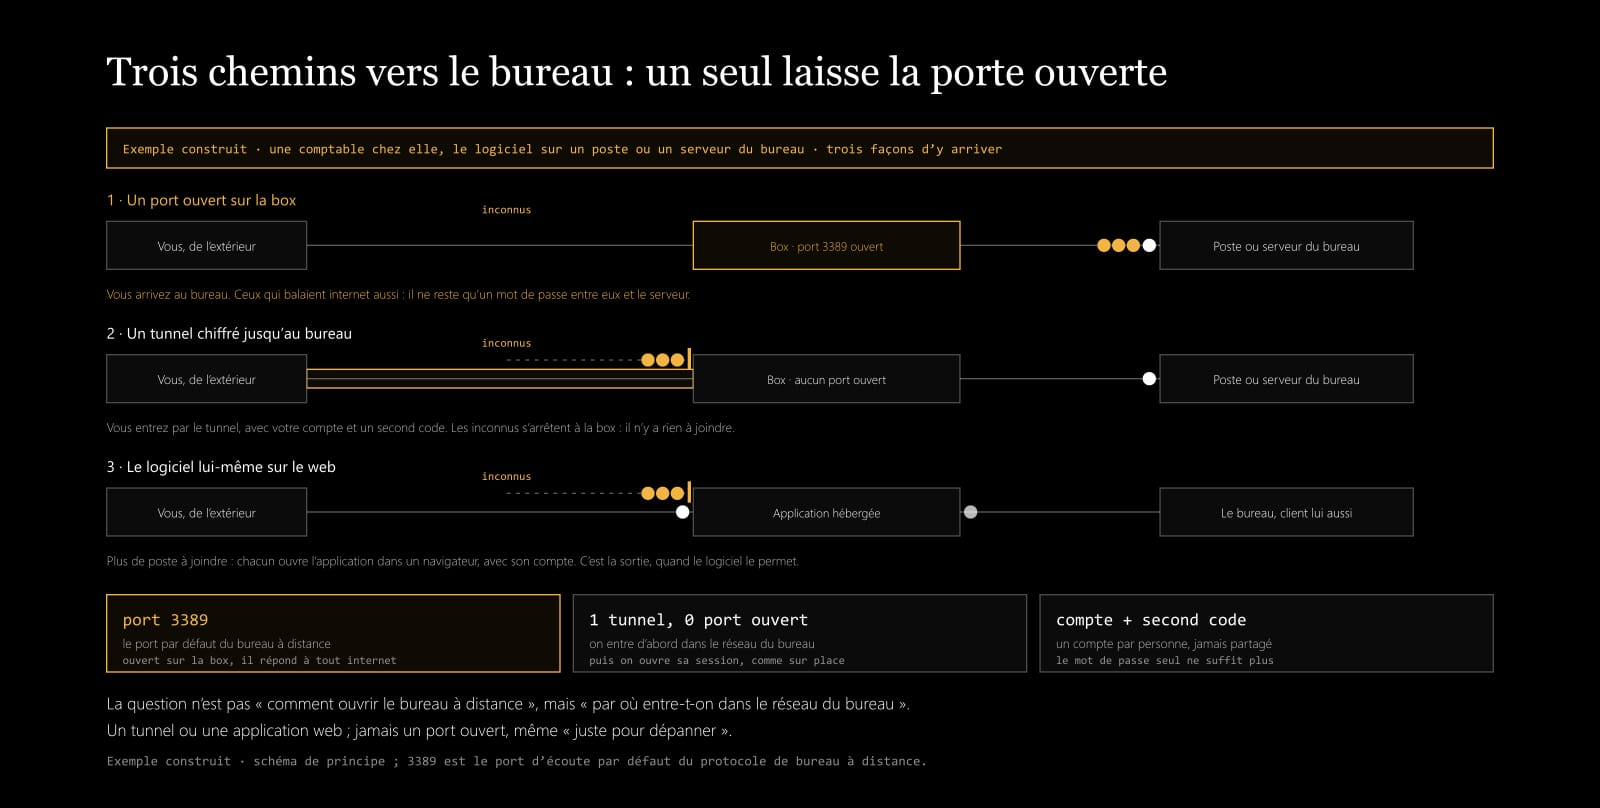 Trois chemins vers le bureau : un seul laisse la porte ouverte
Exemple construit · une comptable chez elle, le logiciel sur un poste ou un serveur du bureau · trois façons d’y arriver
1 · Un port ouvert sur la box
inconnus
Vous, de l’extérieur
Box · port 3389 ouvert
Poste ou serveur du bureau
Vous arrivez au bureau. Ceux qui balaient internet aussi : il ne reste qu’un mot de passe entre eux et le serveur.
2 · Un tunnel chiffré jusqu’au bureau
inconnus
Vous, de l’extérieur
Box · aucun port ouvert
Poste ou serveur du bureau
Vous entrez par le tunnel, avec votre compte et un second code. Les inconnus s’arrêtent à la box : il n’y a rien à joindre.
3 · Le logiciel lui-même sur le web
inconnus
Vous, de l’extérieur
Application hébergée
Le bureau, client lui aussi
Plus de poste à joindre : chacun ouvre l’application dans un navigateur, avec son compte. C’est la sortie, quand le logiciel le permet.
port 3389
le port par défaut du bureau à distance
ouvert sur la box, il répond à tout internet
1 tunnel, 0 port ouvert
on entre d’abord dans le réseau du bureau
puis on ouvre sa session, comme sur place
compte + second code
un compte par personne, jamais partagé
le mot de passe seul ne suffit plus
La question n’est pas « comment ouvrir le bureau à distance », mais « par où entre-t-on dans le réseau du bureau ».
Un tunnel ou une application web ; jamais un port ouvert, même « juste pour dépanner ».
Exemple construit · schéma de principe ; 3389 est le port d’écoute par défaut du protocole de bureau à distance.